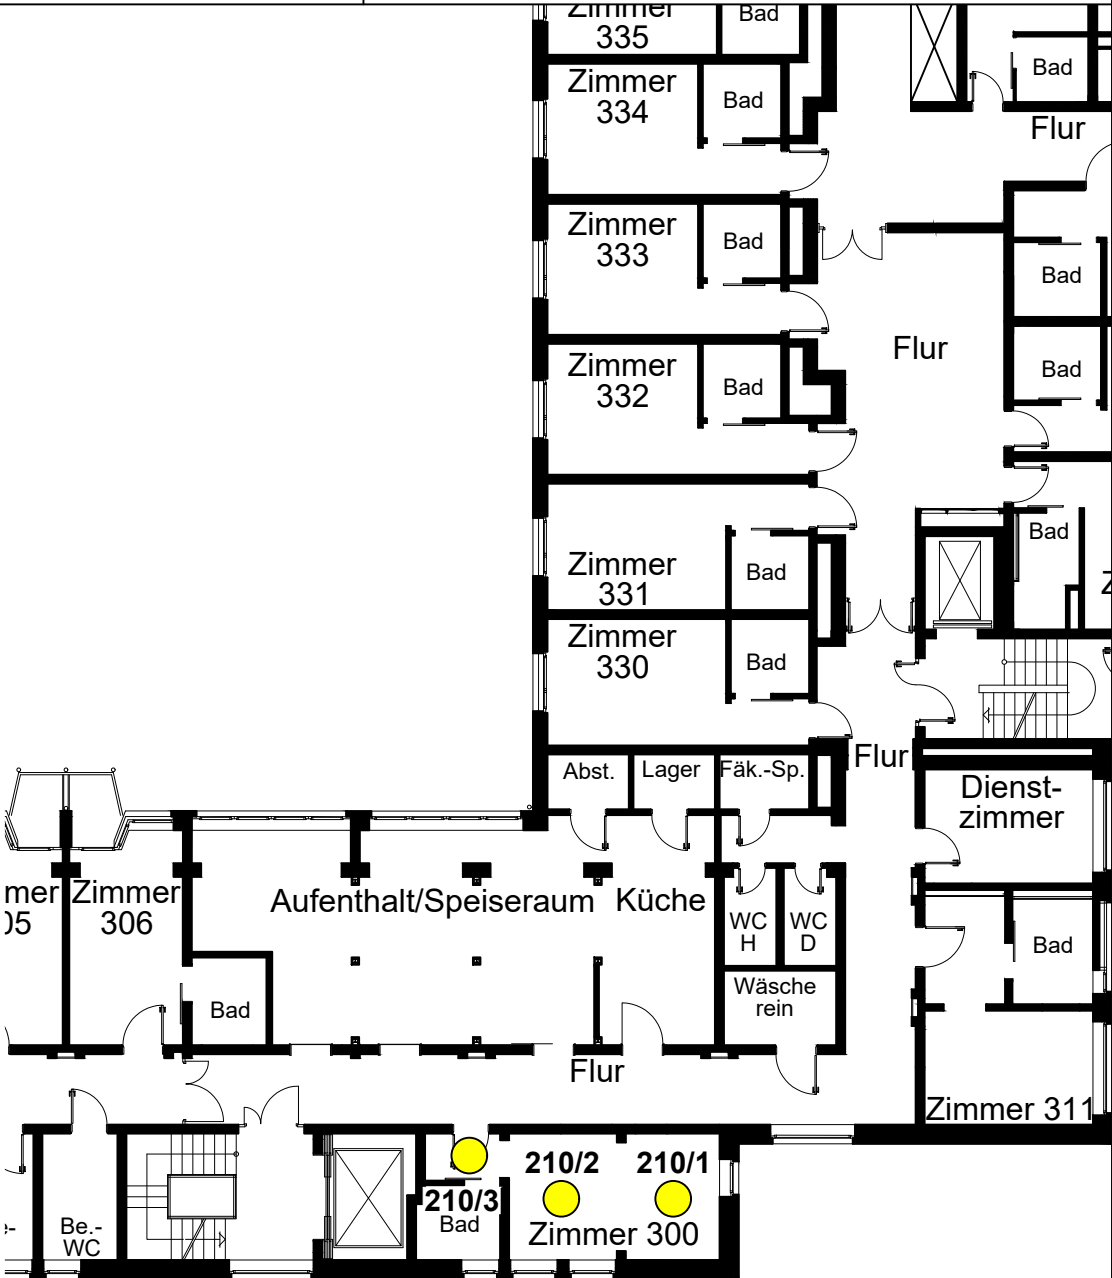 Zimmer
335
Bad
Zimmer
334
Bad
Bad
Flur
Zimmer
333
Bad
Bad
Flur
Zimmer
332
Bad
Bad
Zimmer
331
Bad
Bad
Zimmer
330
Bad
Flur
Abst.
Lager
Fäk.-Sp.
Dienst-
zimmer
Zimmer
306
Aufenthalt/Speiseraum
Küche
WC
H
WC
D
Bad
Wäsche
rein
Bad
Flur
Zimmer 311
210/2
210/1
210/3
Bad
Zimmer 300
Be.-
WC